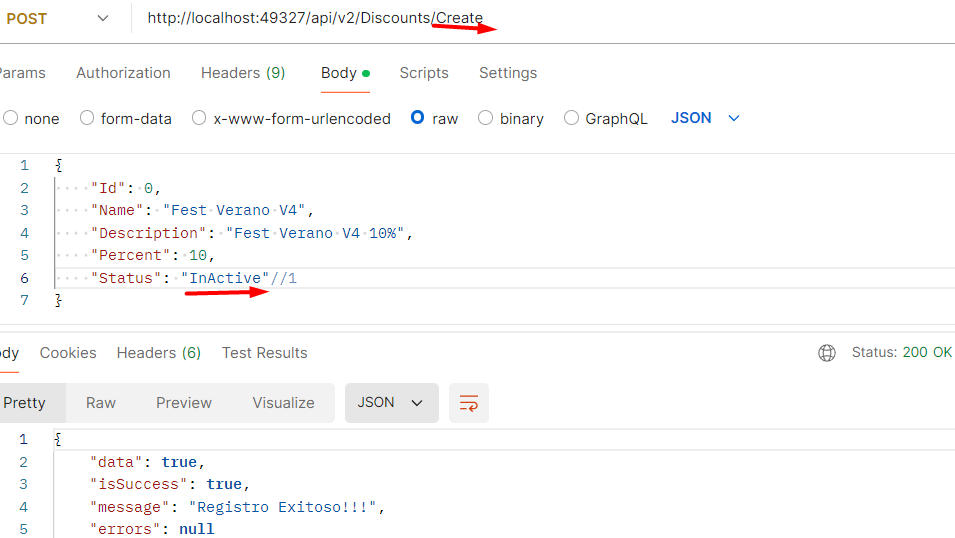 POST http://localhost:49327/api/v2/Discounts/Create
Params Authorization Headers (9) Body Scripts Settings
none form-data x-www-form-urlencoded raw binary GraphQL JSON
1 {
2 "Id": 0,
3 "Name": "Fest Verano V4",
4 "Description": "Fest Verano V4 10%",
5 "Percent": 10,
6 "Status": "InActive"//1
7 }
ody Cookies Headers (6) Test Results Status: 200 OK
Pretty Raw Preview Visualize JSON
1 {
2 "data": true,
3 "isSuccess": true,
4 "message": "Registro Exitoso!!!",
5 "errors": null